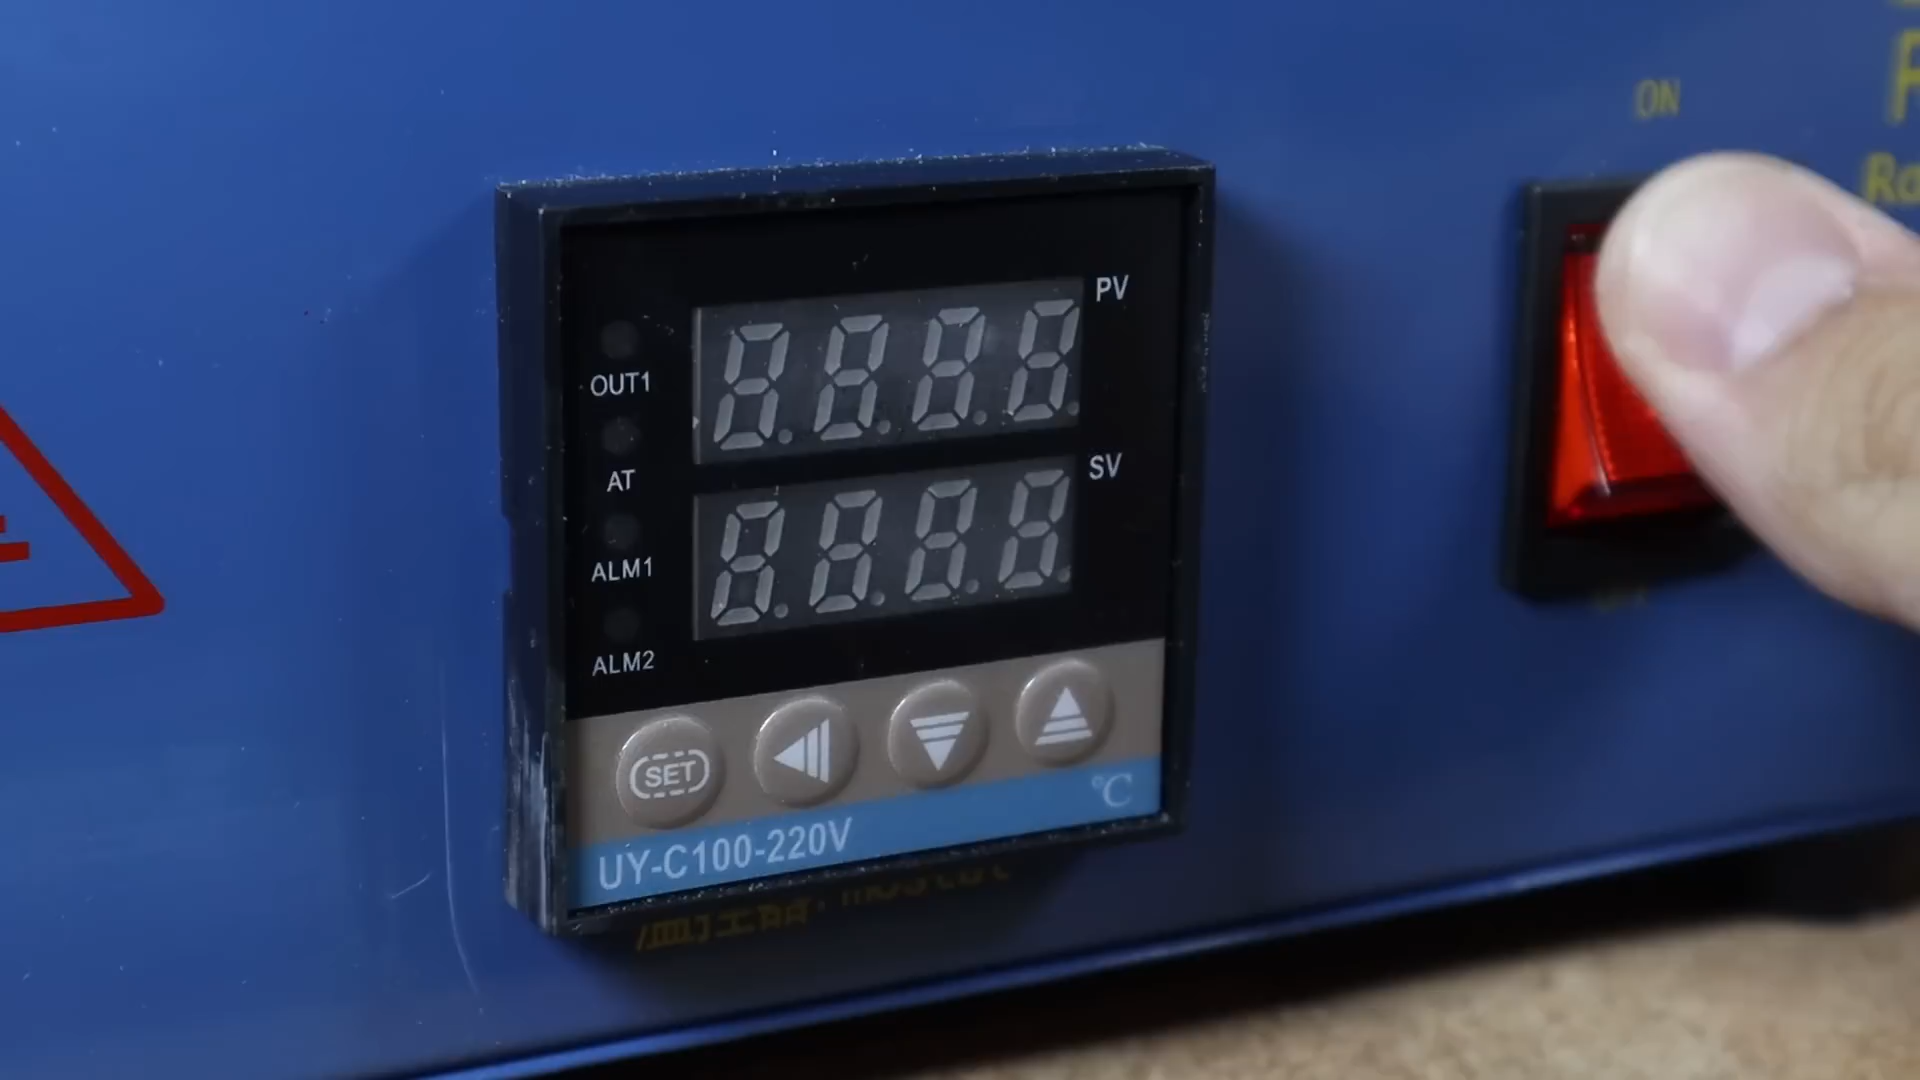 ON
PV
OUT1
SV
AT
ALM1
ALM2
SET
°C
UY-C100-220V